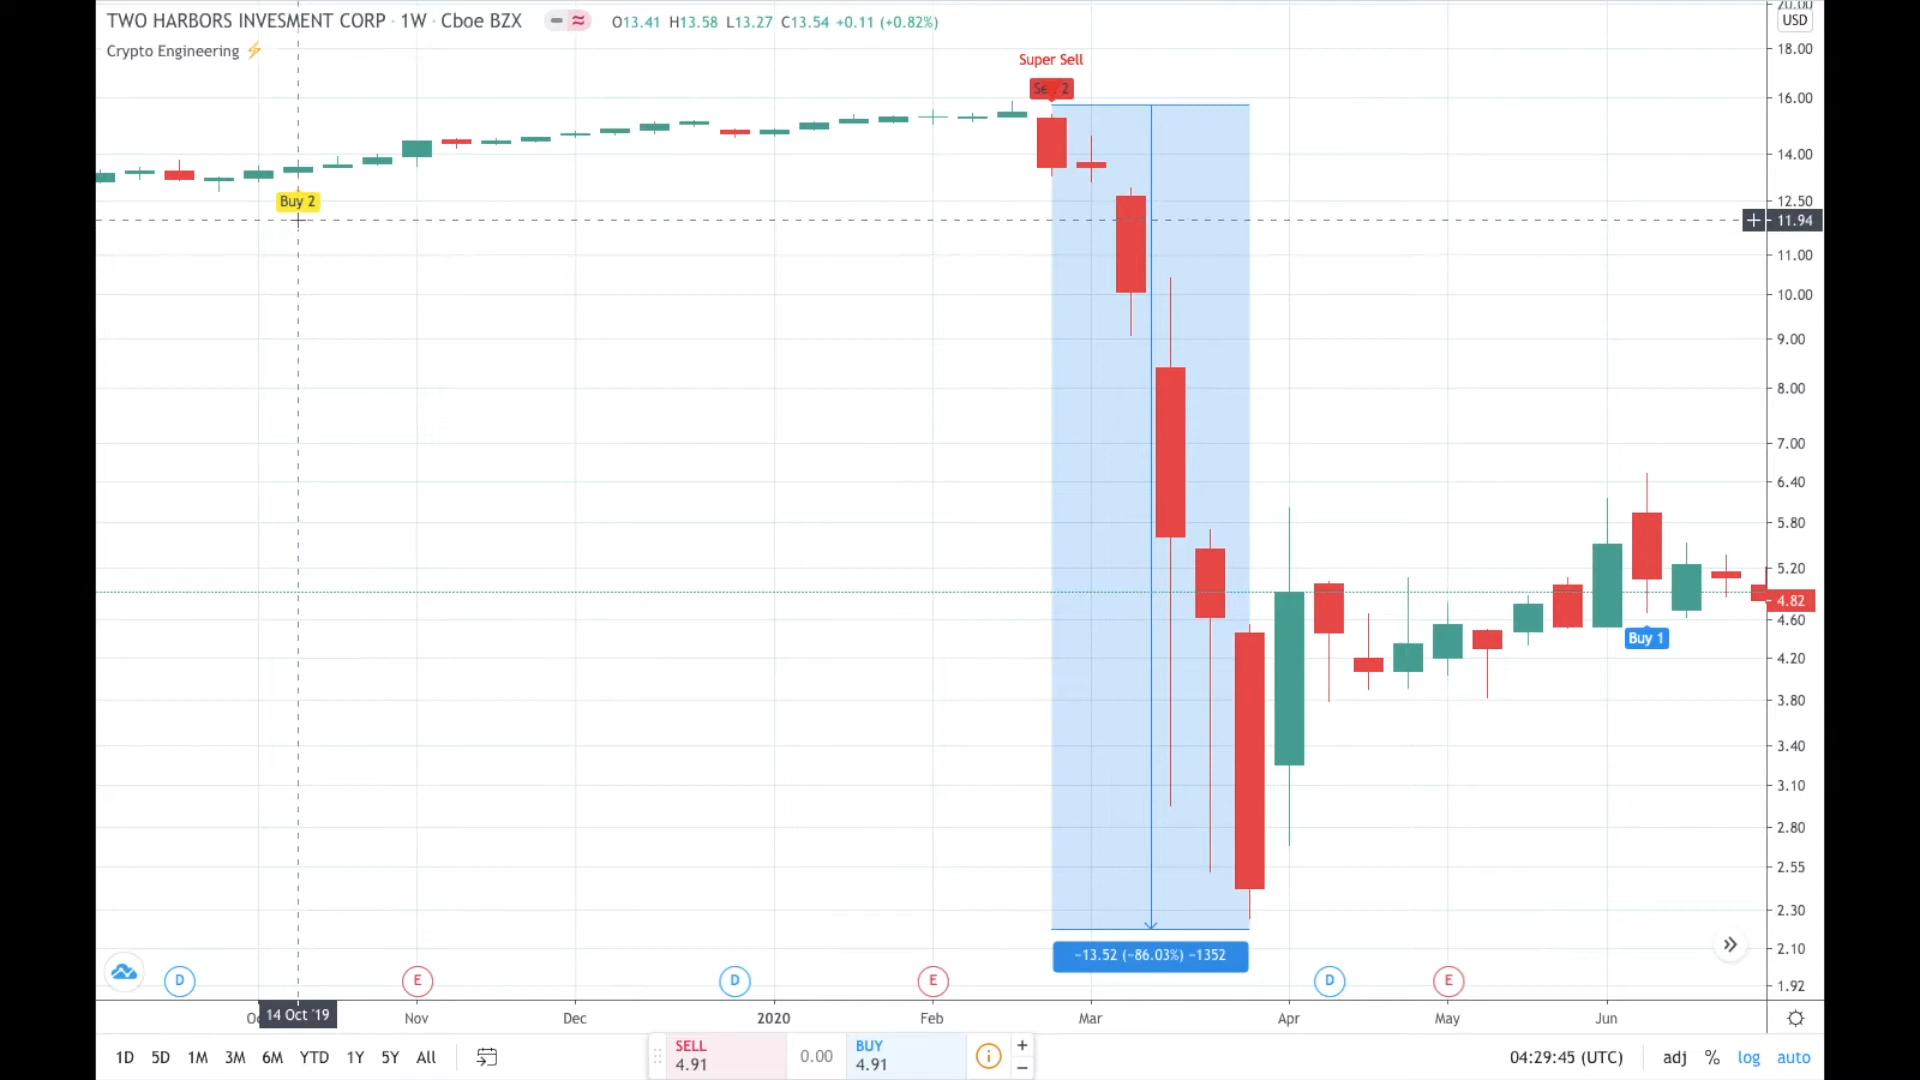 TWO HARBORS INVESMENT CORP · 1W · Cboe BZX O13.41 H13.58 L13.27 C13.54 +0.11 (+0.82%)
Crypto Engineering ⚡
Super Sell
Buy 2
20.00
USD
18.00
16.00
14.00
12.50
11.94
11.00
10.00
9.00
8.00
7.00
6.40
5.80
5.20
4.82
4.60
4.20
3.80
3.40
3.10
2.80
2.55
2.30
2.10
1.92
Buy 1
−13.52 (−86.03%) −1352
D E D E D E
14 Oct '19 Nov Dec 2020 Feb Mar Apr May Jun
1D 5D 1M 3M 6M YTD 1Y 5Y All
SELL
4.91
0.00
BUY
4.91
04:29:45 (UTC) adj % log auto